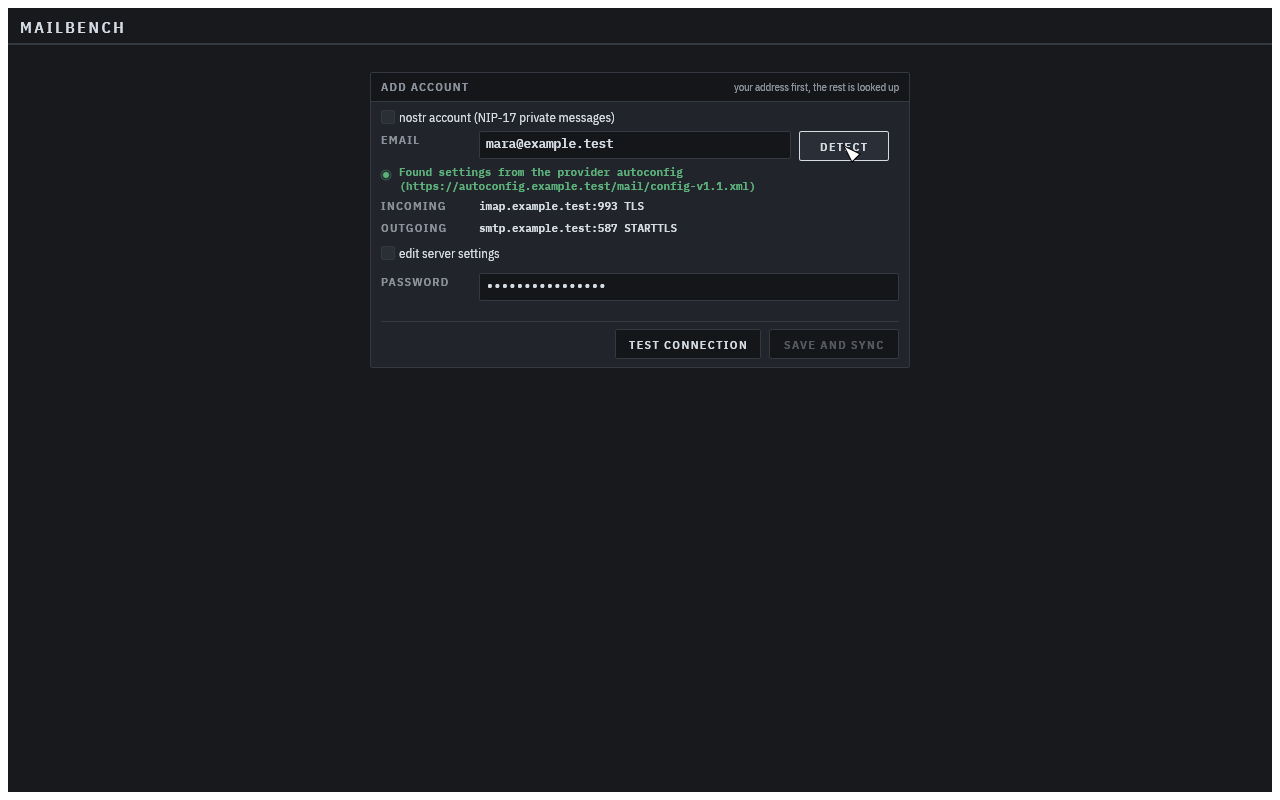 MAILBENCH
ADD ACCOUNT your address first, the rest is looked up
nostr account (NIP-17 private messages)
EMAIL mara@example.test DETECT
Found settings from the provider autoconfig
(https://autoconfig.example.test/mail/config-v1.1.xml)
INCOMING imap.example.test:993 TLS
OUTGOING smtp.example.test:587 STARTTLS
edit server settings
PASSWORD ••••••••••••••••
TEST CONNECTION SAVE AND SYNC